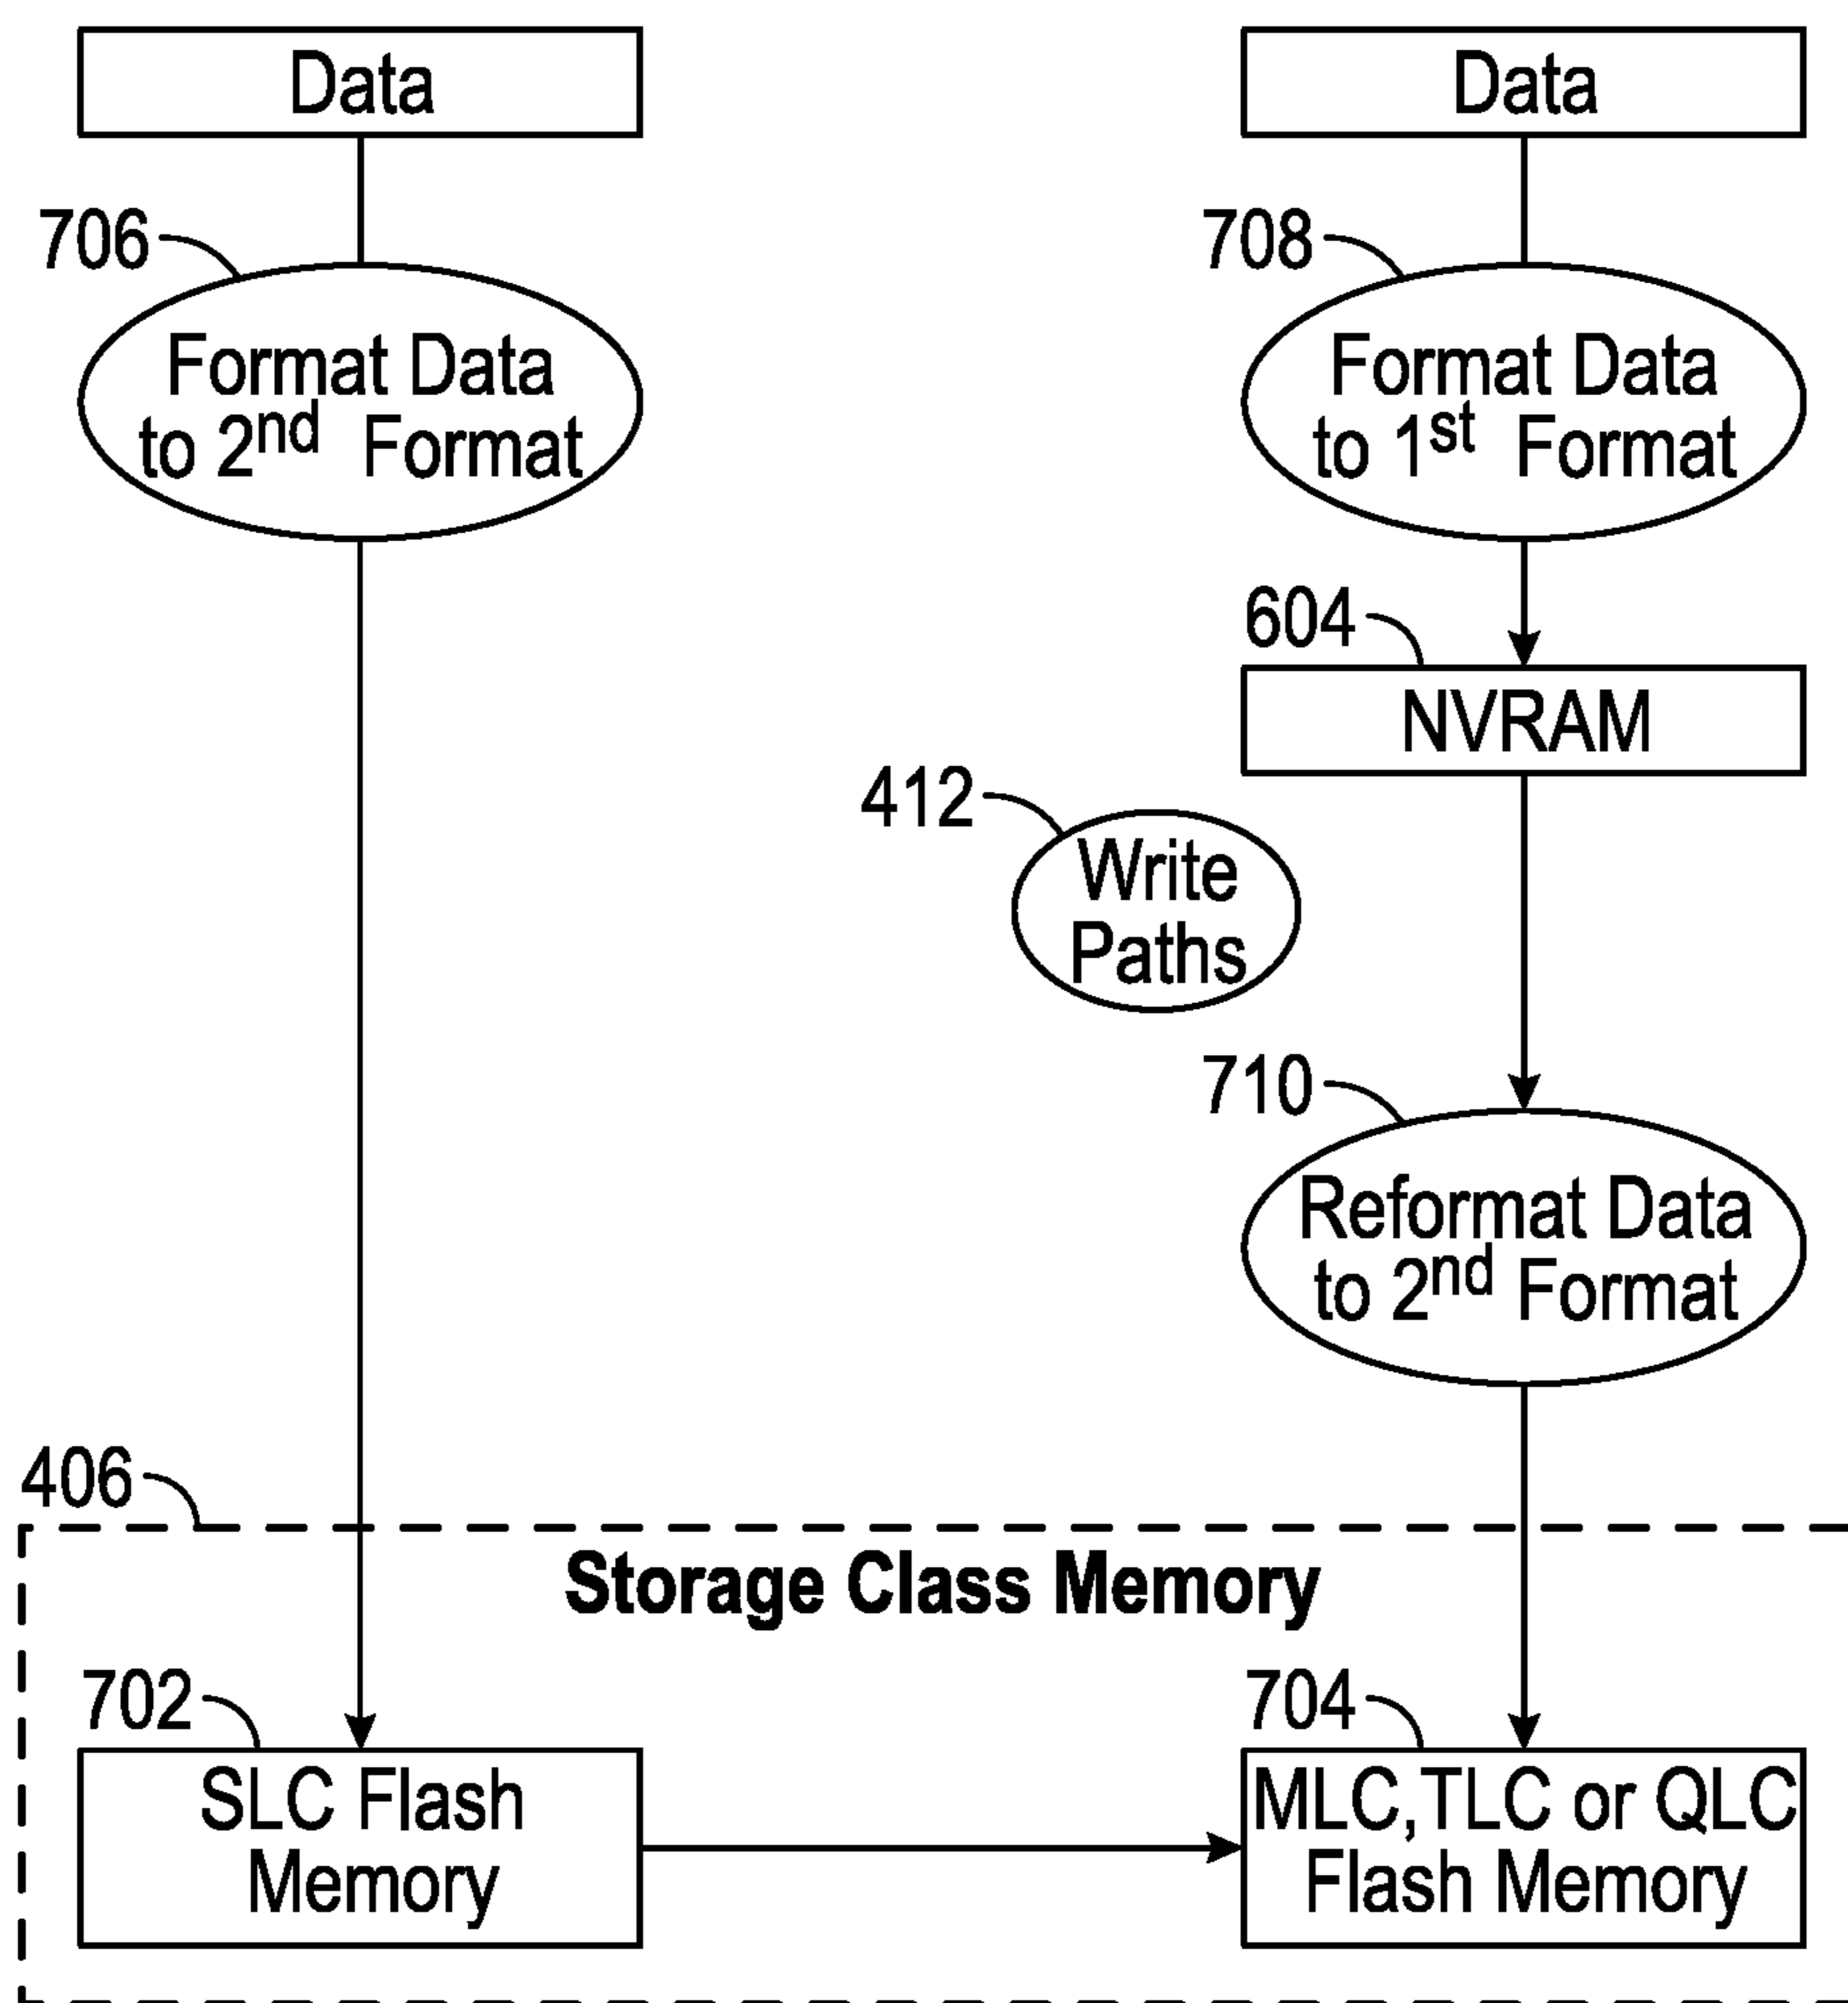 Data
Data
706
708
Format Data
to 2nd Format
Format Data
to 1st Format
604
NVRAM
412
Write
Paths
710
Reformat Data
to 2nd Format
406
Storage Class Memory
702
704
SLC Flash
Memory
MLC, TLC or QLC
Flash Memory